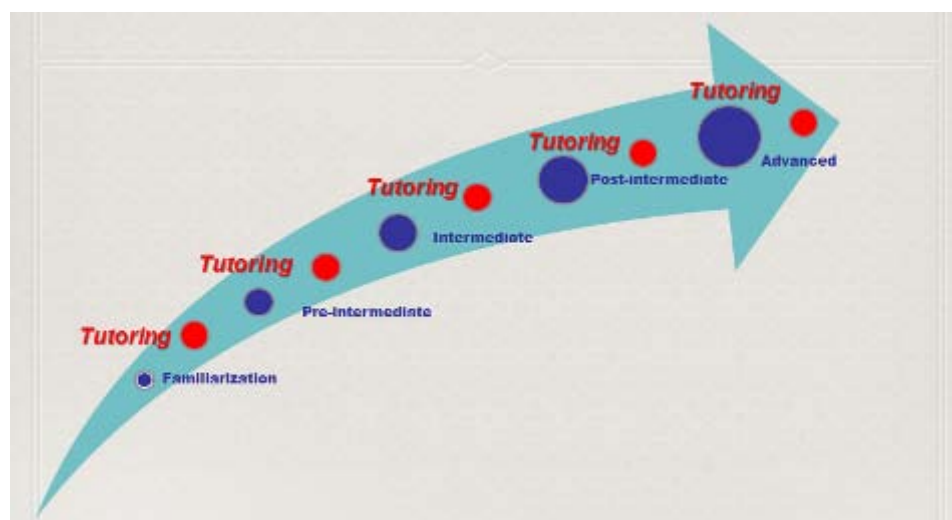 Tutoring
Advanced
Tutoring
Post-intermediate
Tutoring
Intermediate
Tutoring
Pre-intermediate
Tutoring
Familiarization